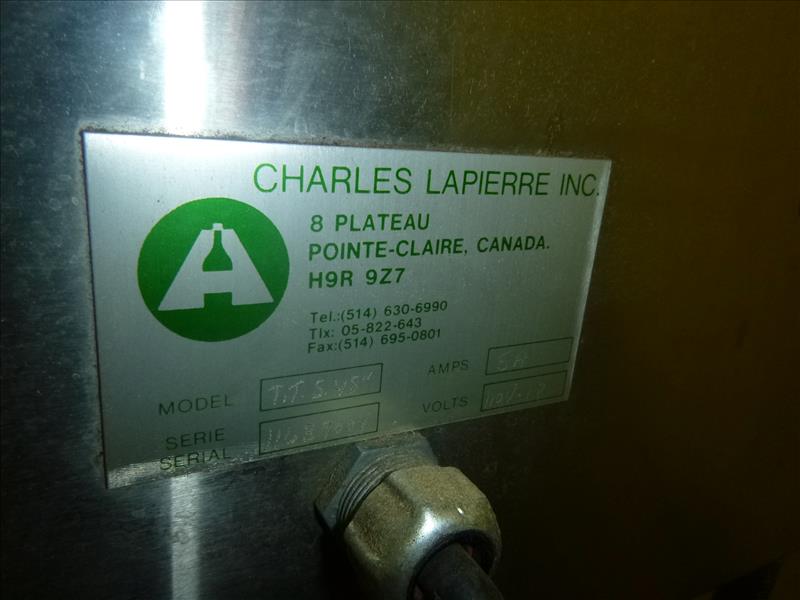 CHARLES LAPIERRE INC.
8 PLATEAU
POINTE-CLAIRE, CANADA.
H9R 9Z7
Tel.:(514) 630-6990
Tlx: 05-822-643
Fax:(514) 695-0801
MODEL
AMPS 5A
SERIE
SERIAL
VOLTS